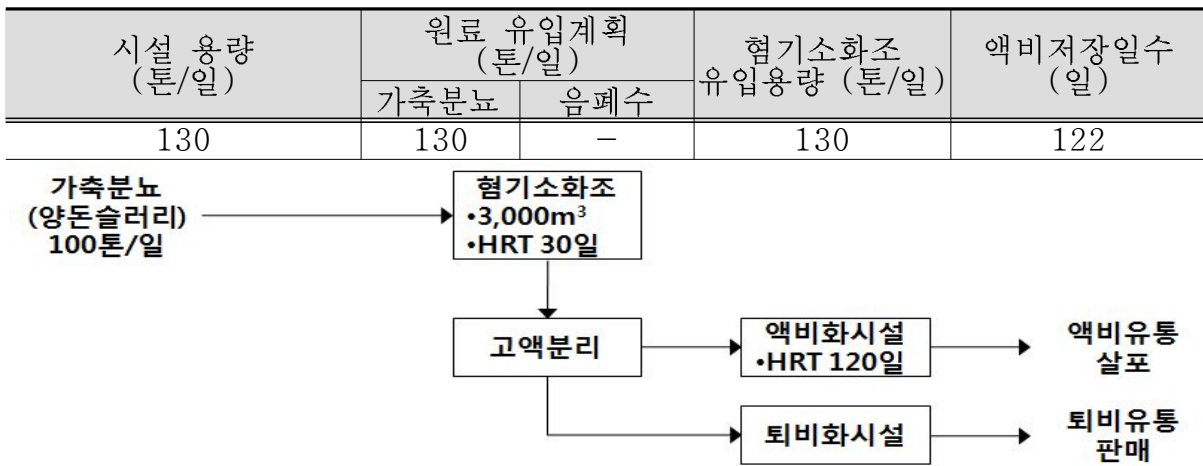 시설 용량
(톤/일)
원료 유입계획
(톤/일)
혐기소화조
유입용량 (톤/일)
액비저장일수
(일)
가축분뇨
음폐수
130
130
–
130
122
가축분뇨
(양돈슬러리)
100톤/일
혐기소화조
•3,000m³
•HRT 30일
고액분리
액비화시설
•HRT 120일
액비유통
살포
퇴비화시설
퇴비유통
판매